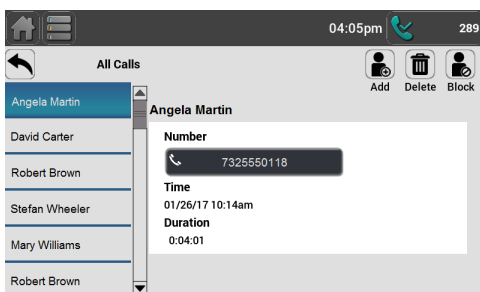 04:05pm 289
All Calls
Add Delete Block
Angela Martin
David Carter
Robert Brown
Stefan Wheeler
Mary Williams
Robert Brown
Angela Martin
Number
7325550118
Time
01/26/17 10:14am
Duration
0:04:01